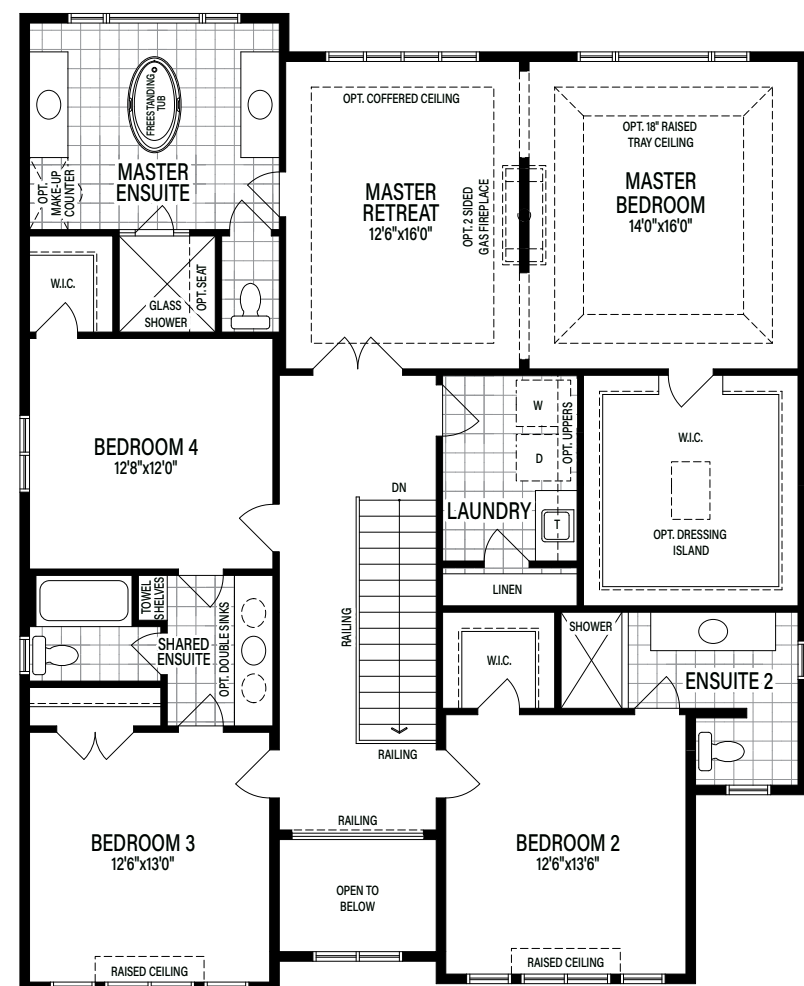 FREESTANDING
TUB
OPT.
MAKE-UP
COUNTER
MASTER
ENSUITE
OPT. COFFERED CEILING
MASTER
RETREAT
12'6"x16'0"
OPT. 2 SIDED
GAS FIREPLACE
OPT. 18" RAISED
TRAY CEILING
MASTER
BEDROOM
14'0"x16'0"
W.I.C.
GLASS
SHOWER
OPT. SEAT
BEDROOM 4
12'8"x12'0"
DN
RAILING
RAILING
W
D
OPT. UPPERS
LAUNDRY
T
LINEN
W.I.C.
OPT. DRESSING
ISLAND
TOWEL
SHELVES
SHARED
ENSUITE
OPT. DOUBLE SINKS
W.I.C.
SHOWER
ENSUITE 2
BEDROOM 3
12'6"x13'0"
RAISED CEILING
RAILING
OPEN TO
BELOW
BEDROOM 2
12'6"x13'6"
RAISED CEILING